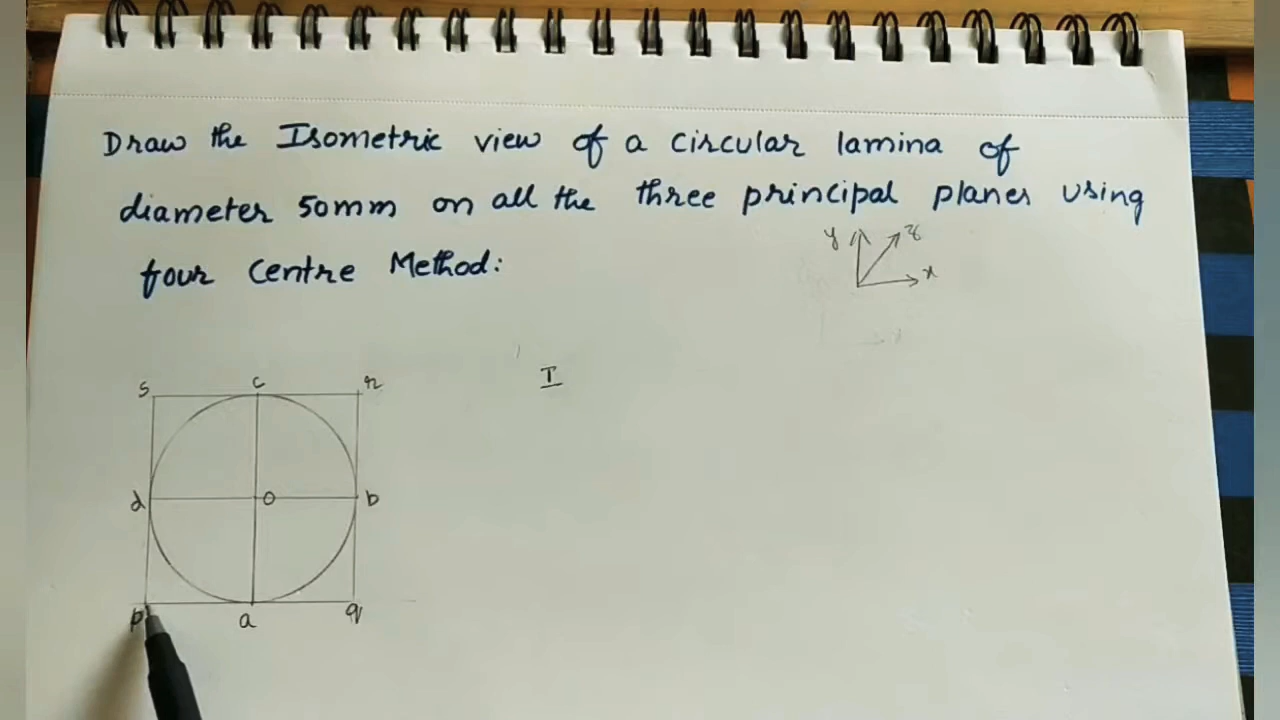 Draw the Isometric view of a circular lamina of
diameter 50mm on all the three principal planes using
four Centre Method:
y z
x
I
s c r
d o b
p a q